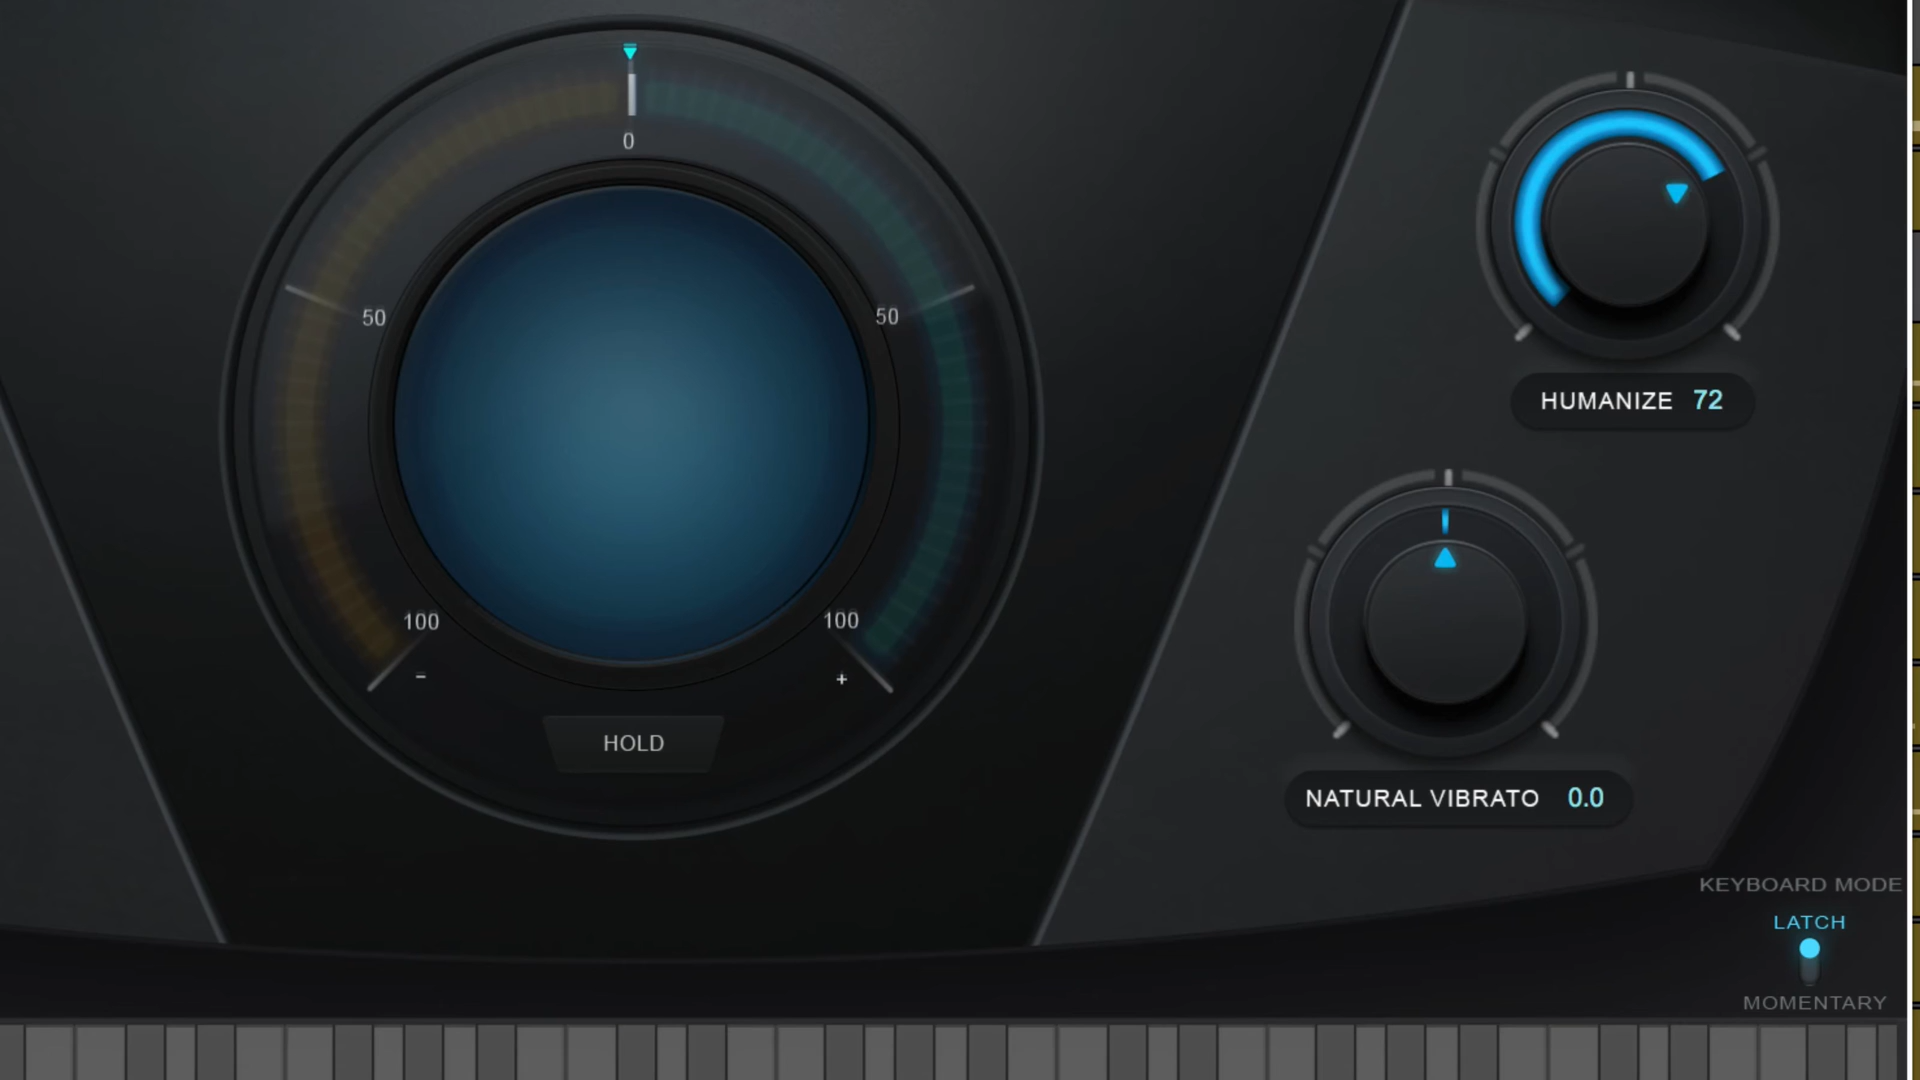 0
50
50
HUMANIZE 72
100
100
-
+
HOLD
NATURAL VIBRATO 0.0
KEYBOARD MODE
LATCH
MOMENTARY